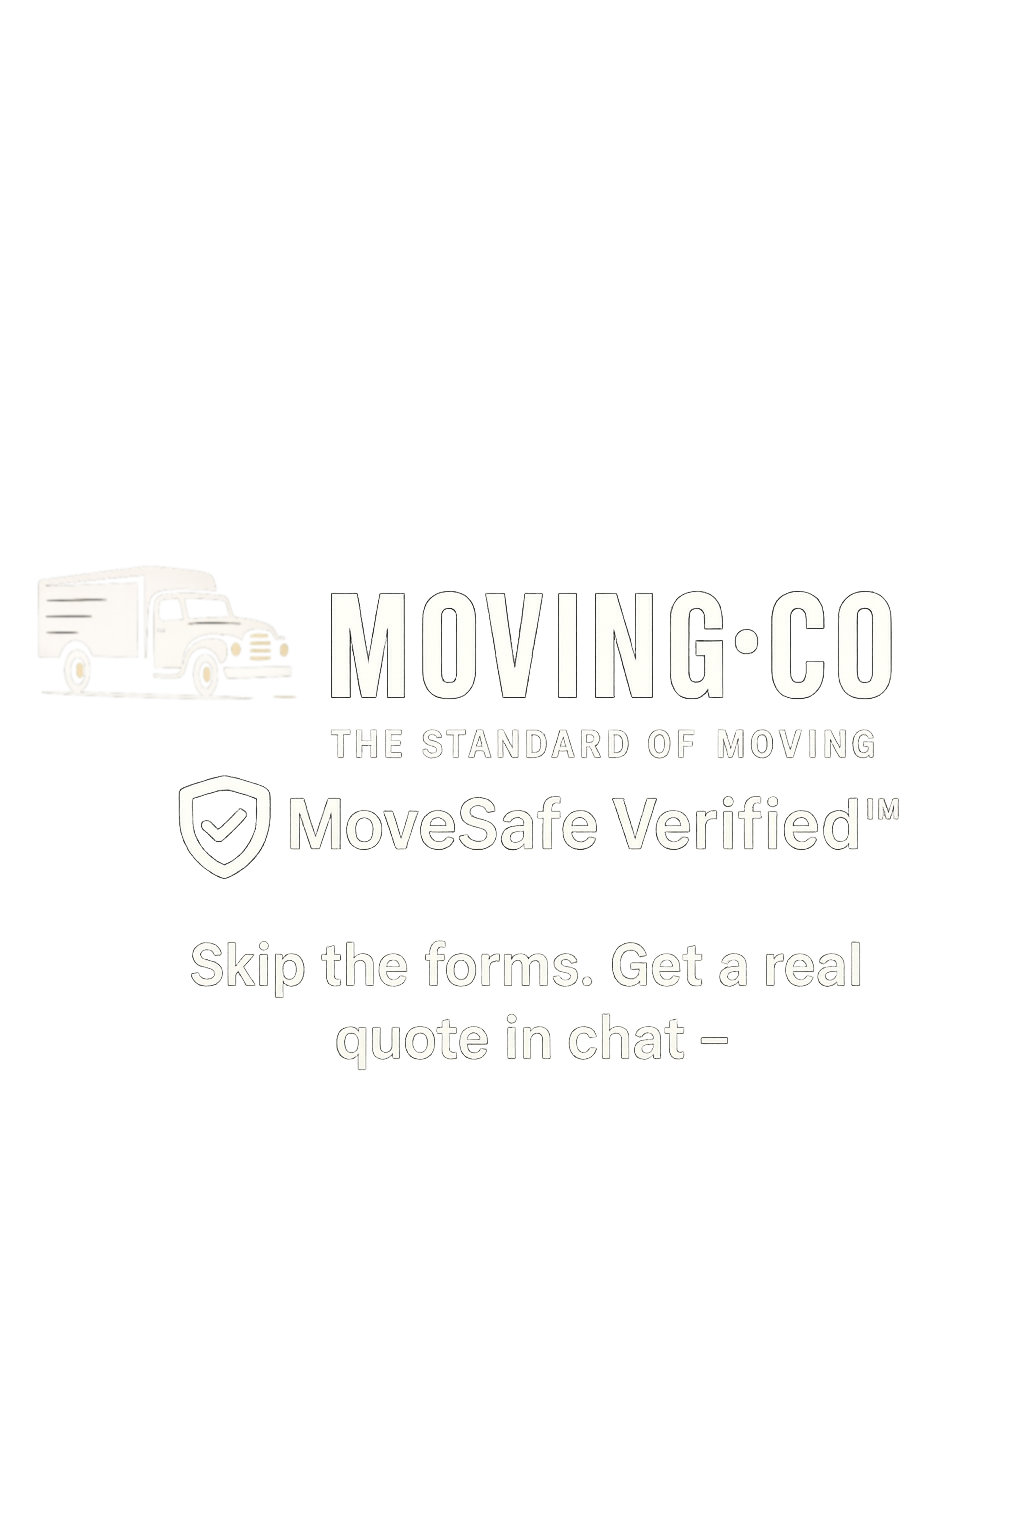 MOVING·CO
THE STANDARD OF MOVING
MoveSafe Verified™
Skip the forms. Get a real
quote in chat –